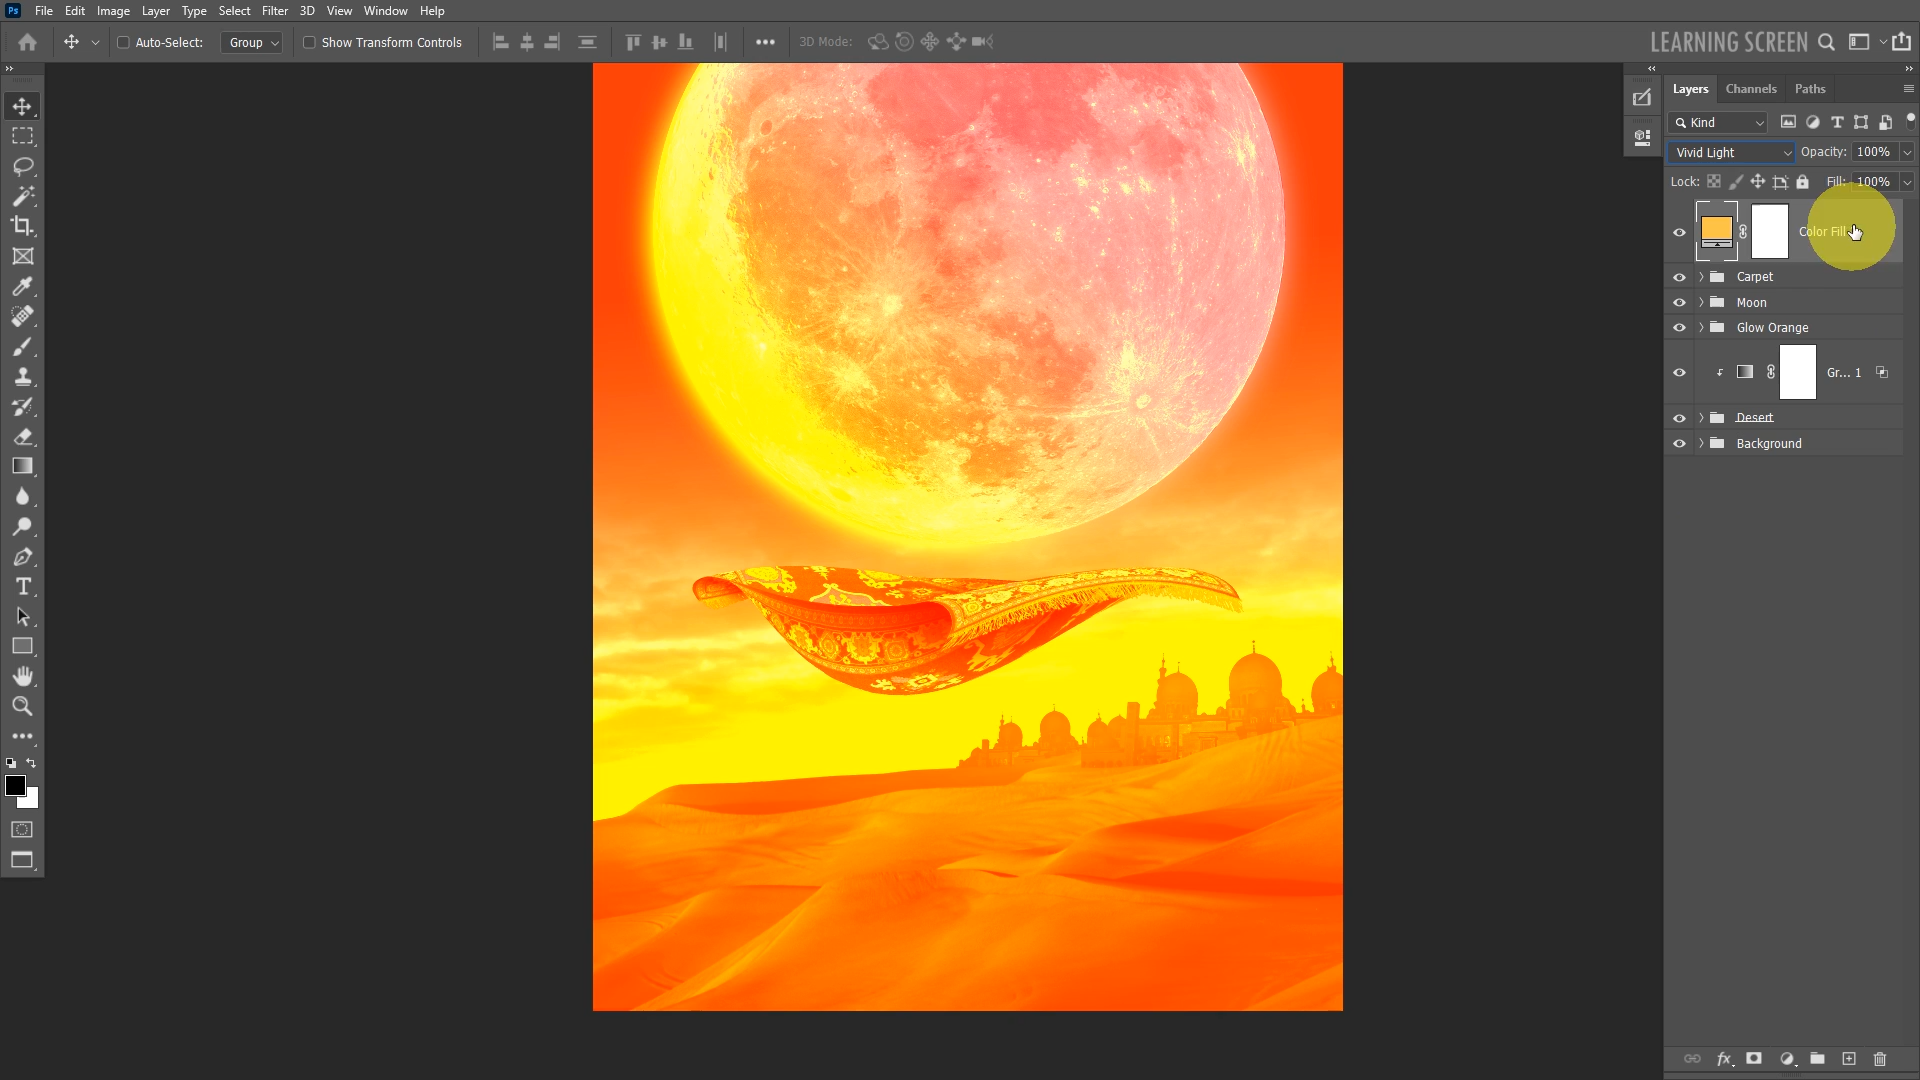 Ps File Edit Image Layer Type Select Filter 3D View Window Help
Auto-Select: Group Show Transform Controls 3D Mode: LEARNING SCREEN
Layers Channels Paths
Kind
Vivid Light Opacity: 100%
Lock: Fill: 100%
Color Fill
Carpet
Moon
Glow Orange
Gr... 1
Desert
Background
fx